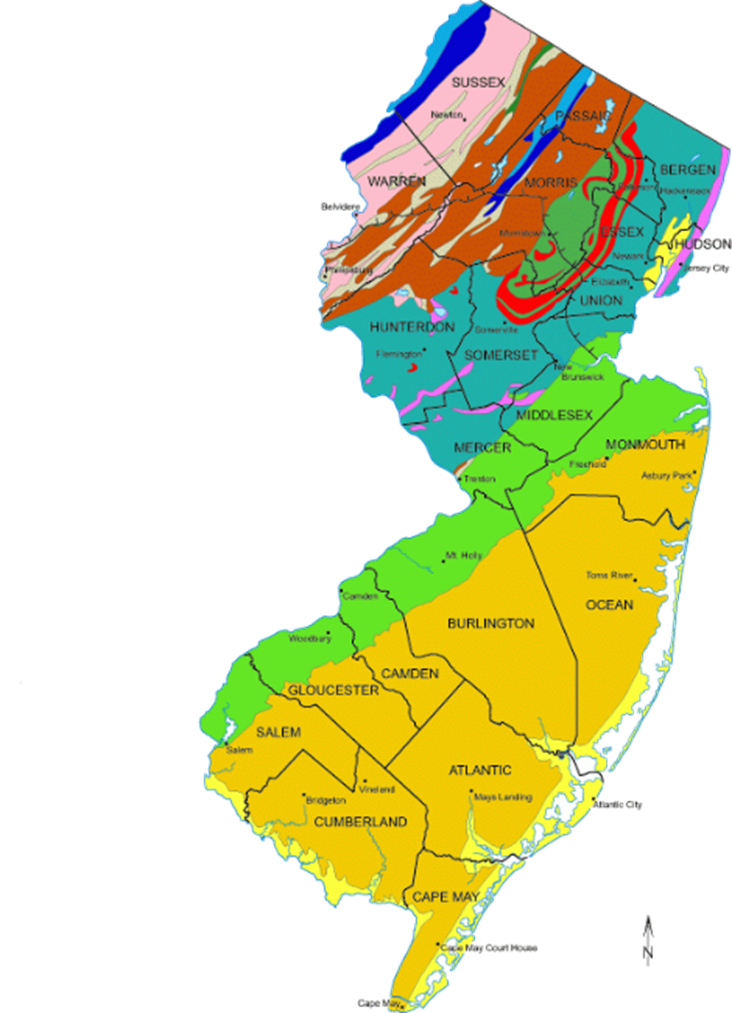 SUSSEX
PASSAIC
Newton
BERGEN
WARREN
MORRIS
Hackensack
Belvidere
Morristown
ESSEX
HUDSON
Newark
Jersey City
Phillipsburg
Elizabeth
UNION
HUNTERDON
Somerville
Flemington
SOMERSET
New
Brunswick
MIDDLESEX
MERCER
MONMOUTH
Freehold
Asbury Park
Trenton
Mt. Holly
Toms River
Camden
OCEAN
BURLINGTON
Woodbury
CAMDEN
GLOUCESTER
SALEM
Salem
ATLANTIC
Vineland
Mays Landing
Bridgeton
Atlantic City
CUMBERLAND
CAPE MAY
N
Cape May Court House
Cape May